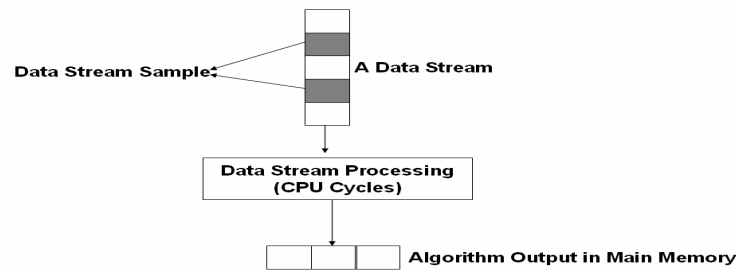 A Data Stream
Data Stream Sample
Data Stream Processing
(CPU Cycles)
Algorithm Output in Main Memory